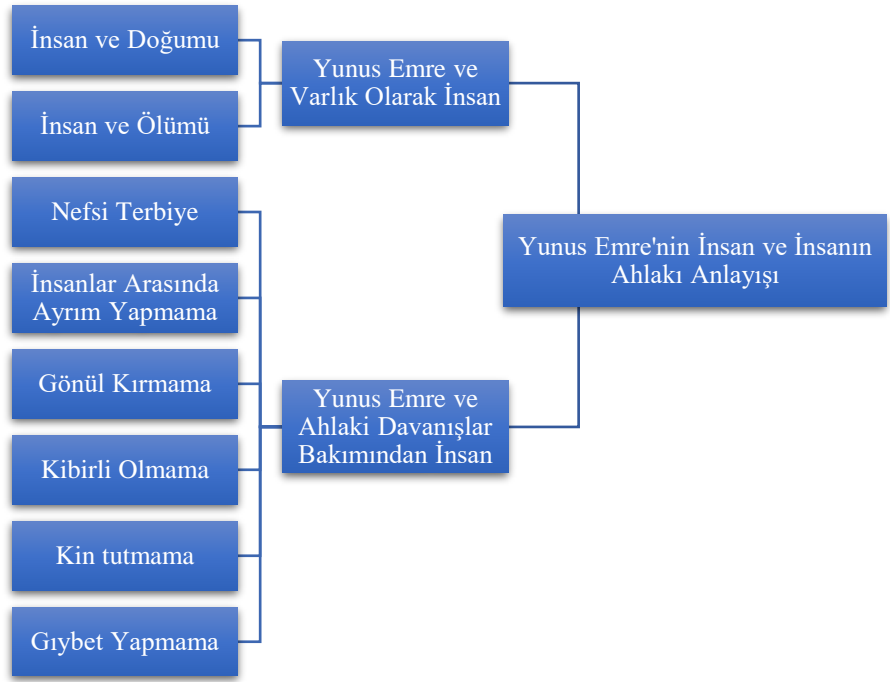 İnsan ve Doğumu
İnsan ve Ölümü
Yunus Emre ve
Varlık Olarak İnsan
Nefsi Terbiye
İnsanlar Arasında
Ayrım Yapmama
Gönül Kırmama
Kibirli Olmama
Kin tutmama
Gıybet Yapmama
Yunus Emre ve
Ahlaki Davanışlar
Bakımından İnsan
Yunus Emre'nin İnsan ve İnsanın
Ahlakı Anlayışı